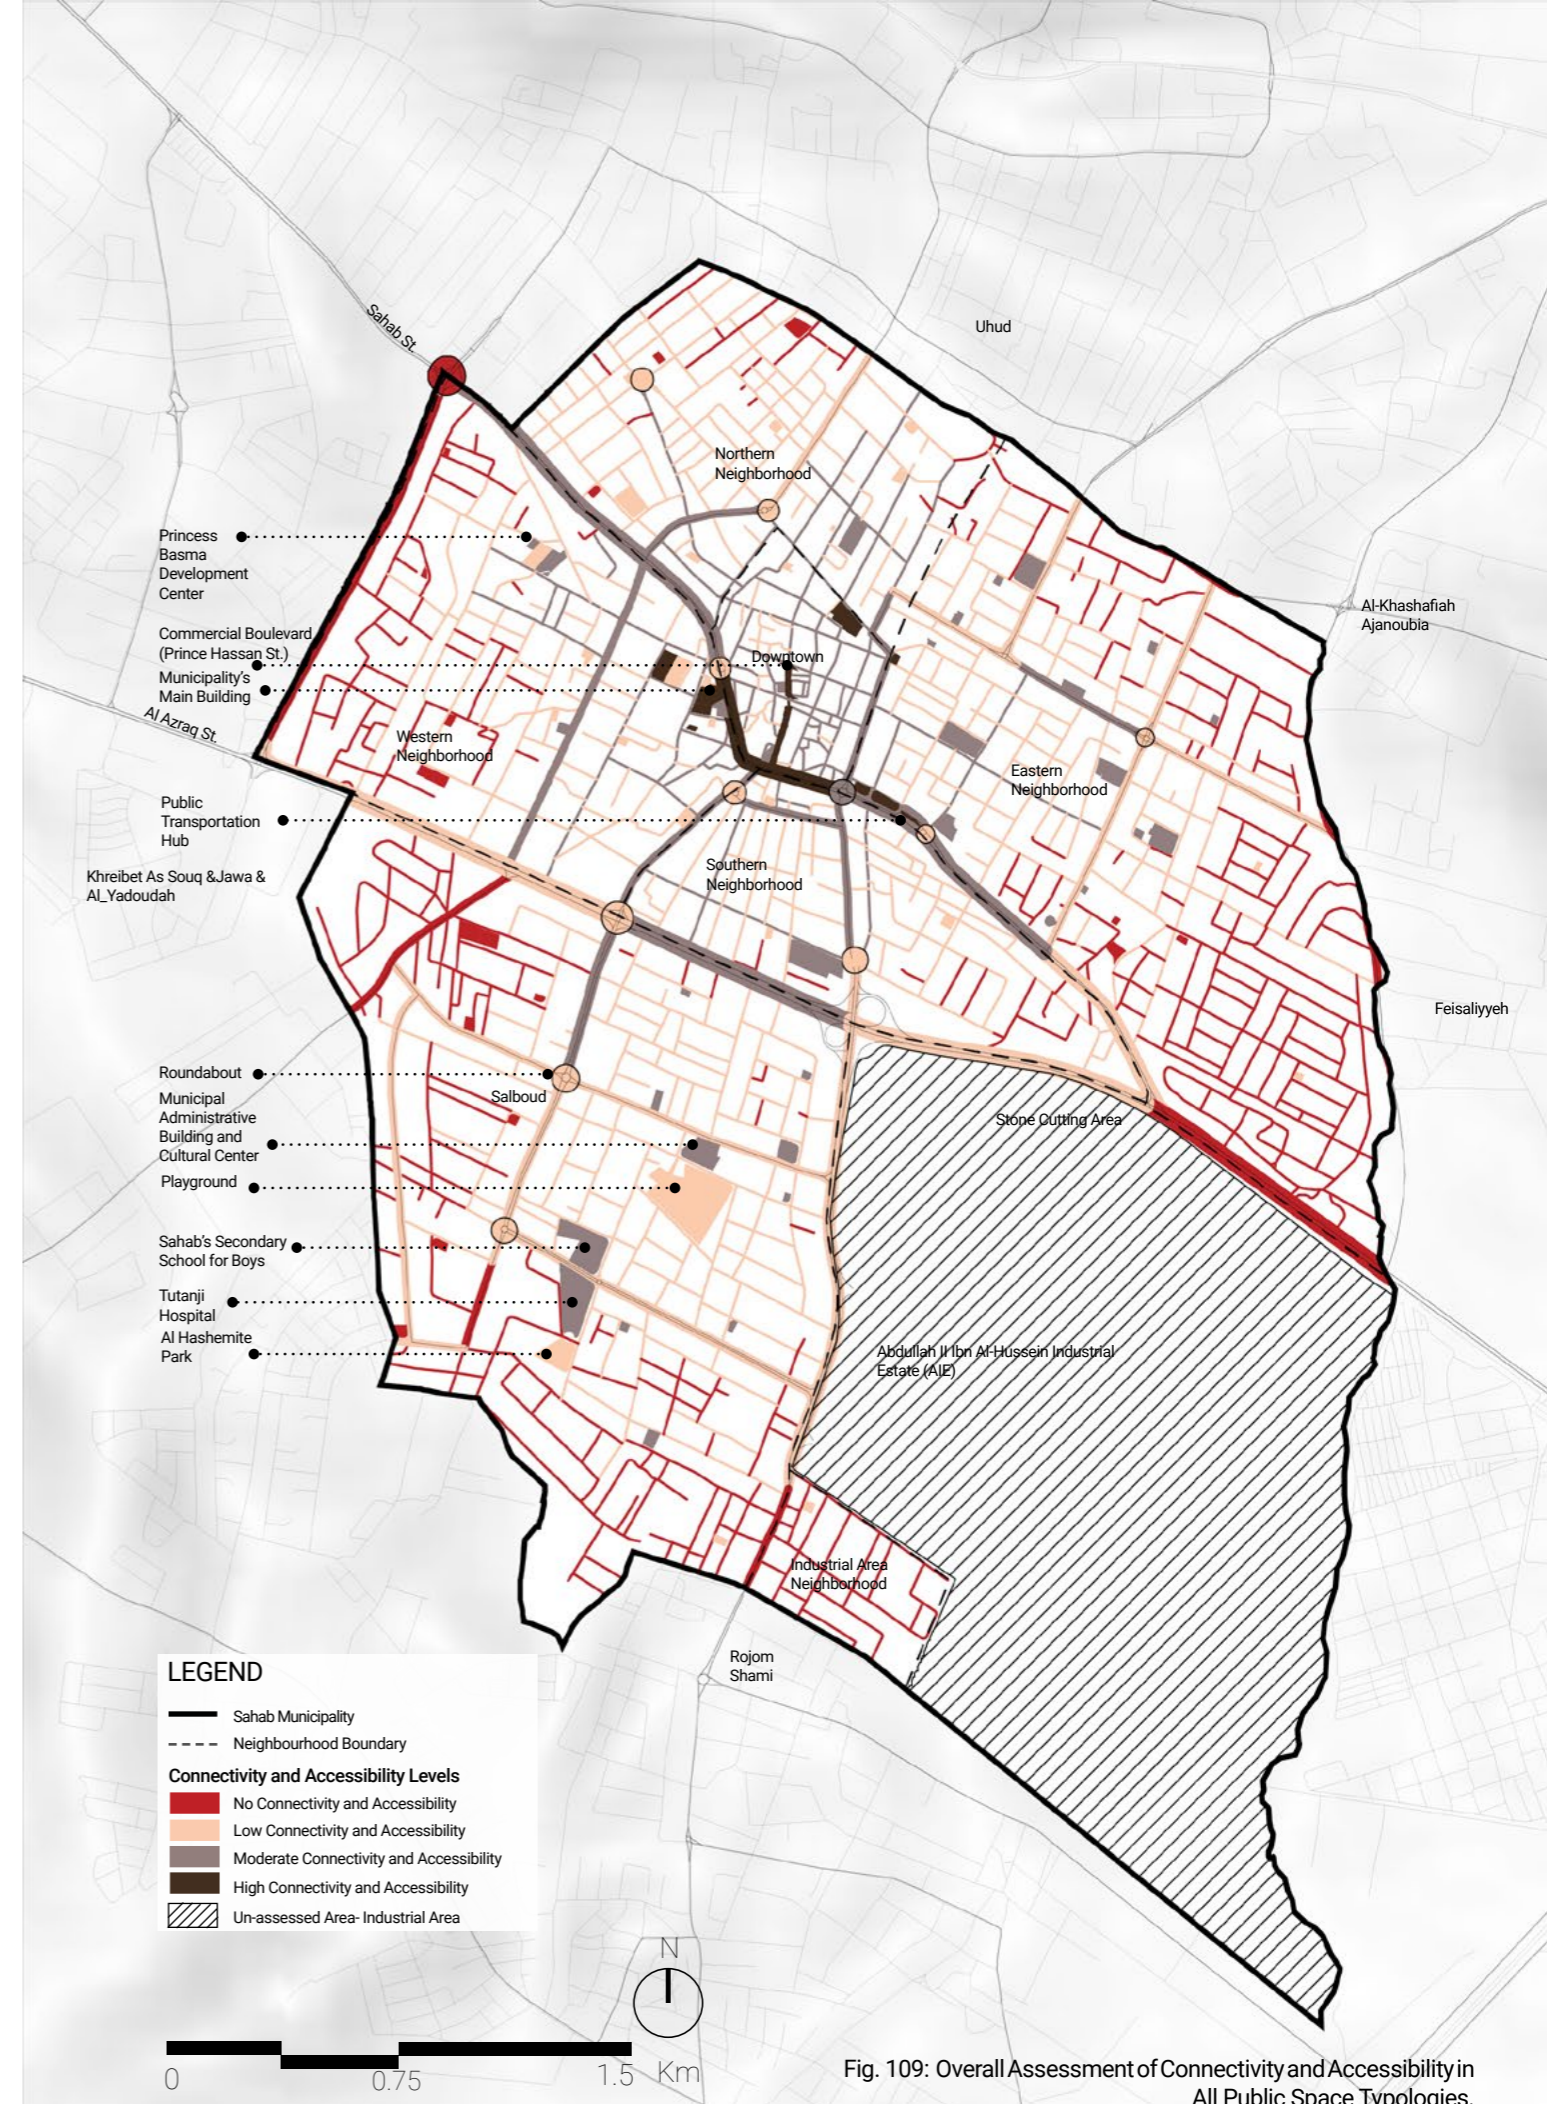 Sahab St.
Uhud
Northern
Neighborhood
Princess
Basma
Development
Center
Al-Khashafiah
Ajanoubia
Commercial Boulevard
(Prince Hassan St.)
Downtown
Municipality's
Main Building
Al Azraq St.
Western
Neighborhood
Eastern
Neighborhood
Public
Transportation
Hub
Southern
Neighborhood
Khreibet As Souq &Jawa &
Al_Yadoudah
Feisaliyyeh
Roundabout
Salboud
Municipal
Administrative
Building and
Cultural Center
Stone Cutting Area
Playground
Sahab's Secondary
School for Boys
Tutanji
Hospital
Al Hashemite
Park
Abdullah II Ibn Al-Hussein Industrial
Estate (AIE)
Industrial Area
Neighborhood
Rojom
Shami
LEGEND
Sahab Municipality
Neighbourhood Boundary
Connectivity and Accessibility Levels
No Connectivity and Accessibility
Low Connectivity and Accessibility
Moderate Connectivity and Accessibility
High Connectivity and Accessibility
Un-assessed Area- Industrial Area
N
0 0.75 1.5 Km
Fig. 109: Overall Assessment of Connectivity and Accessibility in
All Public Space Typologies.